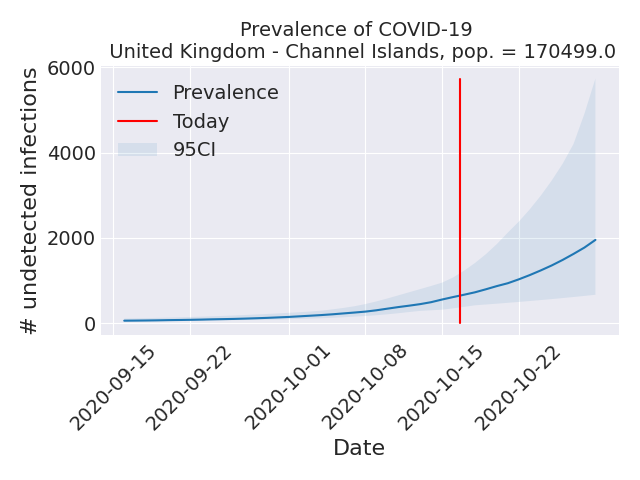 Prevalence of COVID-19
United Kingdom - Channel Islands, pop. = 170499.0
# undetected infections
6000
4000
2000
0
Prevalence
Today
95CI
2020-09-15
2020-09-22
2020-10-01
2020-10-08
2020-10-15
2020-10-22
Date